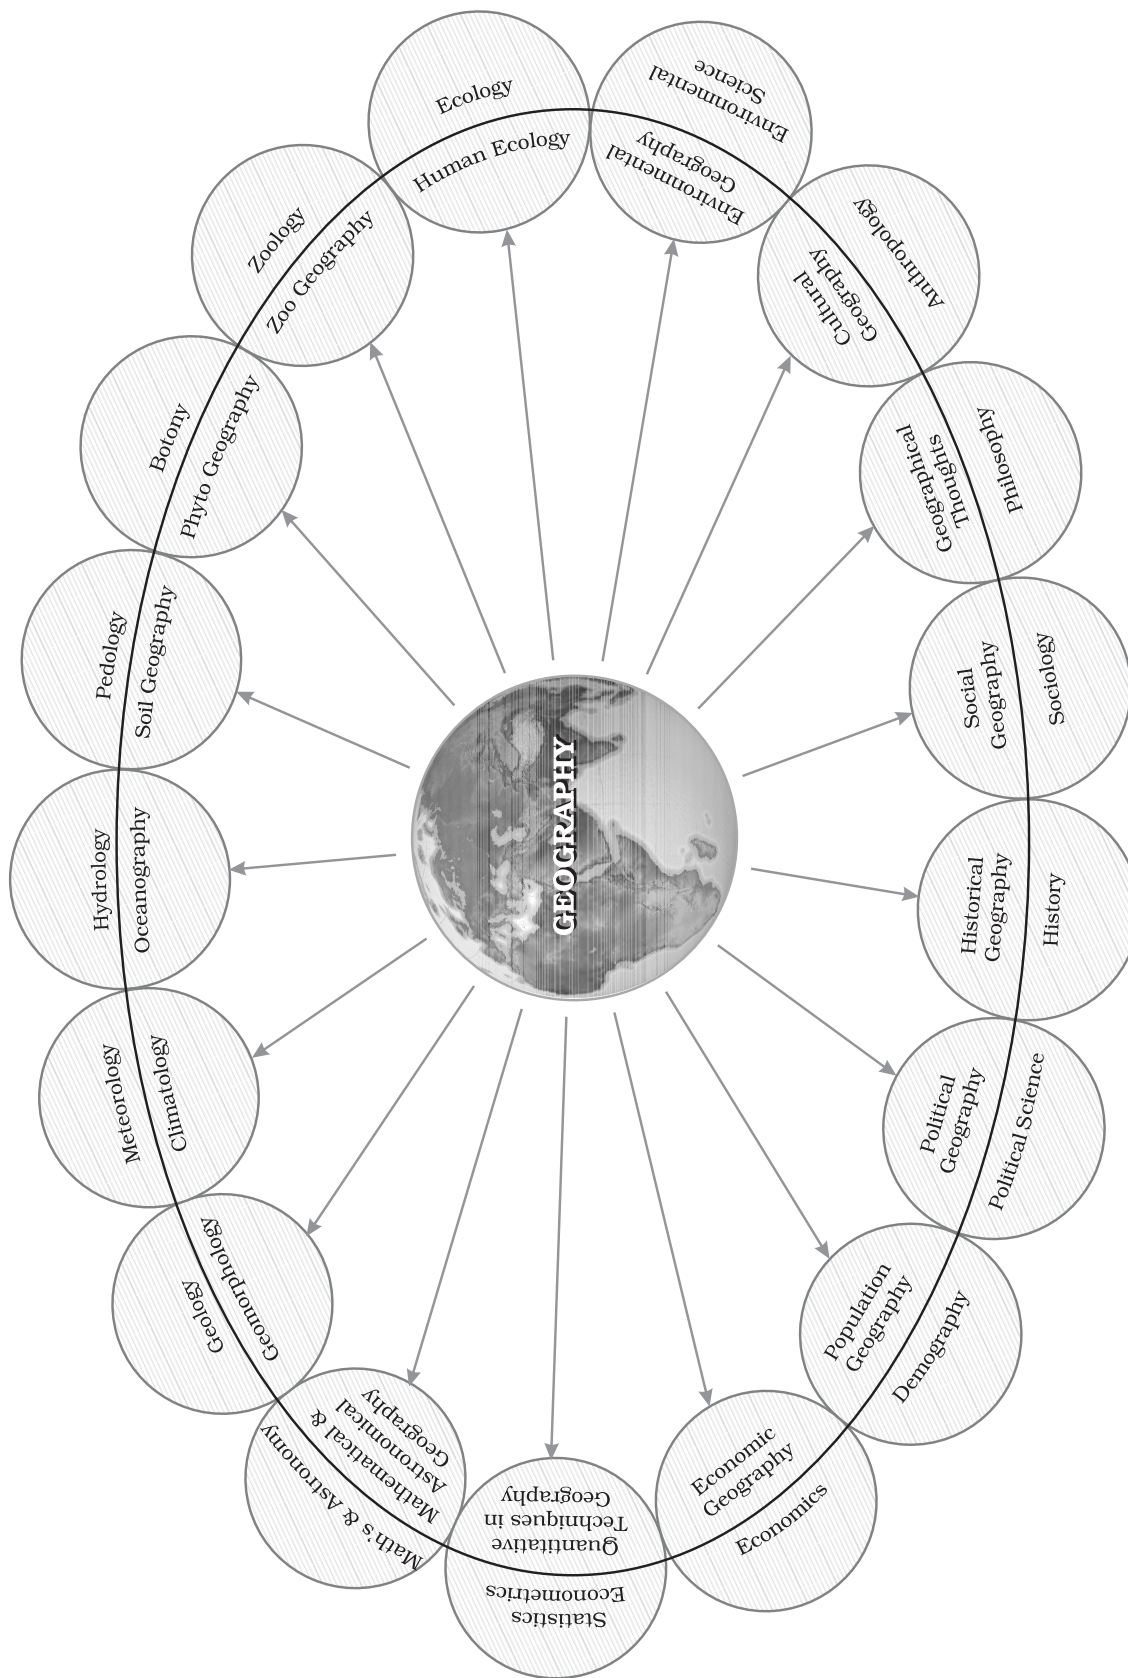 GEOGRAPHY
Ecology
Human Ecology
Environmental
Science
Environmental
Geography
Anthropology
Cultural
Geography
Philosophy
Geographical
Thoughts
Sociology
Social
Geography
History
Historical
Geography
Political Science
Political
Geography
Demography
Population
Geography
Economics
Economic
Geography
Statistics
Econometrics
Quantitative
Techniques in
Geography
Math's & Astronomy
Mathematical &
Astronomical
Geography
Geology
Geomorphology
Meteorology
Climatology
Hydrology
Oceanography
Pedology
Soil Geography
Botony
Phyto Geography
Zoology
Zoo Geography